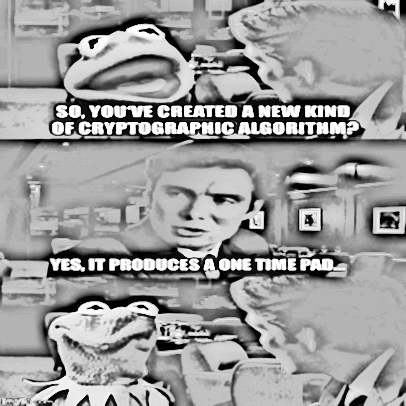 SO, YOU'VE CREATED A NEW KIND
OF CRYPTOGRAPHIC ALGORITHM?
YES, IT PRODUCES A ONE TIME PAD...